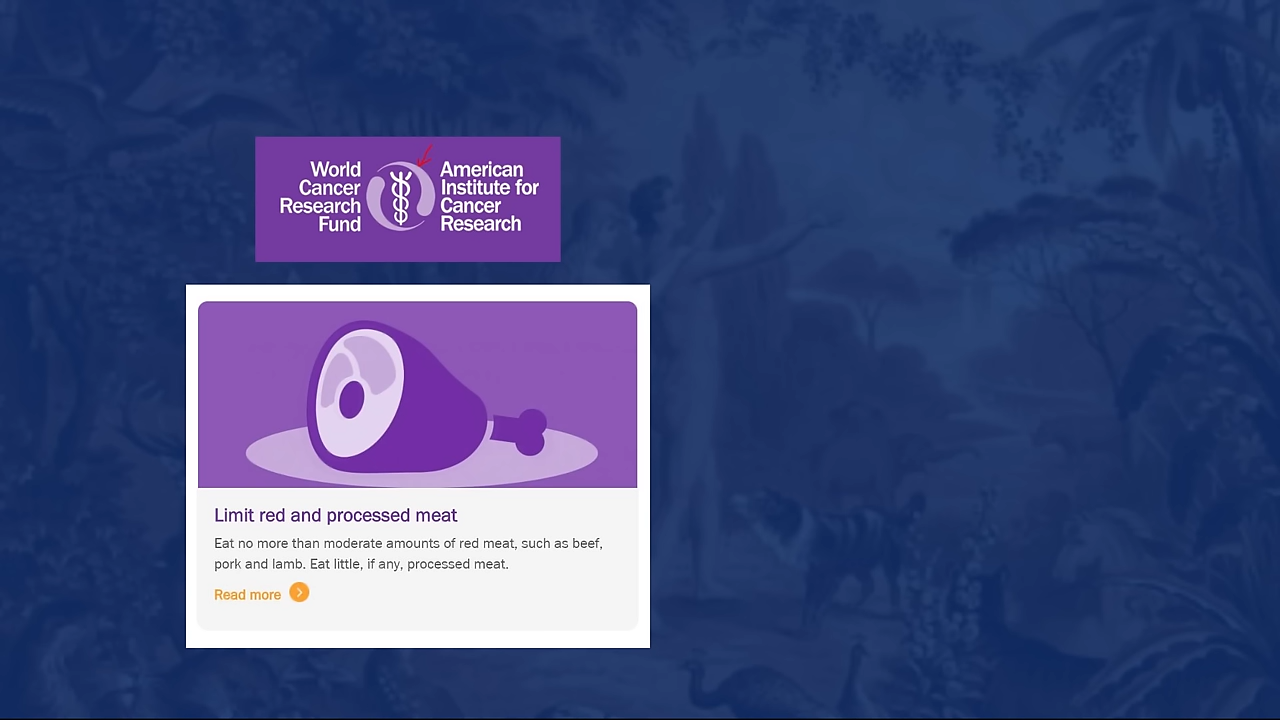 World
Cancer
Research
Fund
American
Institute for
Cancer
Research
Limit red and processed meat
Eat no more than moderate amounts of red meat, such as beef,
pork and lamb. Eat little, if any, processed meat.
Read more